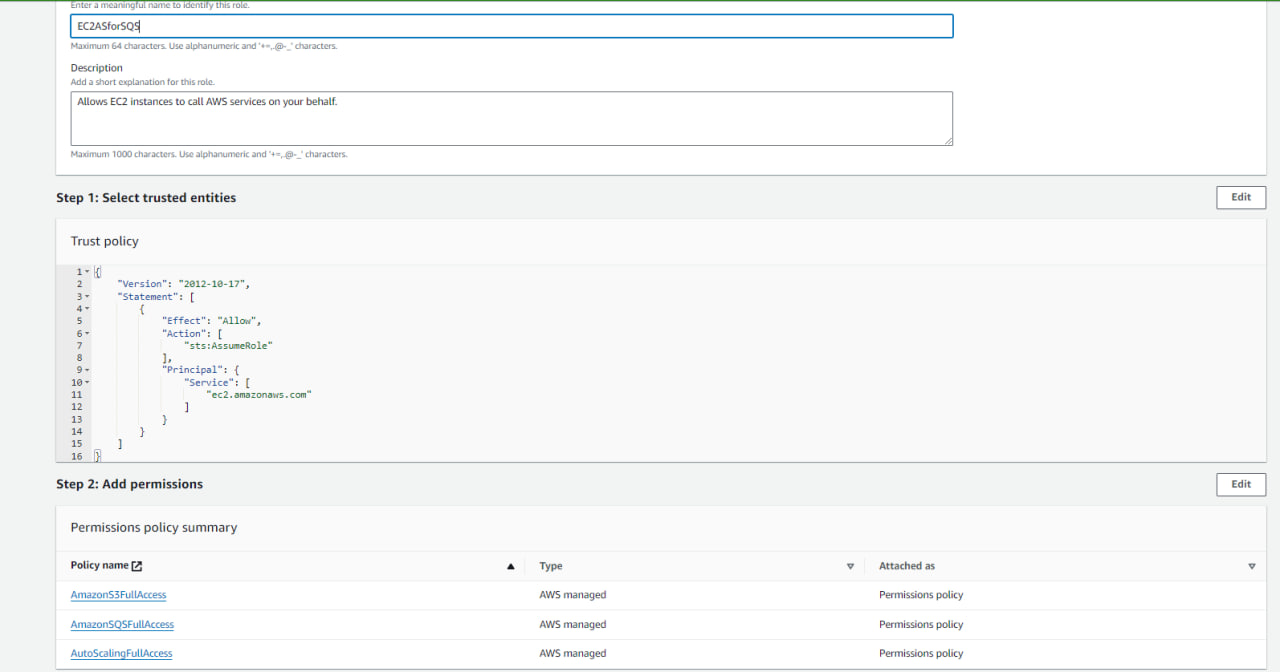 Enter a meaningful name to identify this role.
EC2ASforSQS
Maximum 64 characters. Use alphanumeric and '+=,.@-_' characters.
Description
Add a short explanation for this role.
Allows EC2 instances to call AWS services on your behalf.
Maximum 1000 characters. Use alphanumeric and '+=,.@-_' characters.
Step 1: Select trusted entities
Edit
Trust policy
1 {
2 "Version": "2012-10-17",
3 "Statement": [
4 {
5 "Effect": "Allow",
6 "Action": [
7 "sts:AssumeRole"
8 ],
9 "Principal": {
10 "Service": [
11 "ec2.amazonaws.com"
12 ]
13 }
14 }
15 ]
16 }
Step 2: Add permissions
Edit
Permissions policy summary
Policy name Type Attached as
AmazonS3FullAccess AWS managed Permissions policy
AmazonSQSFullAccess AWS managed Permissions policy
AutoScalingFullAccess AWS managed Permissions policy